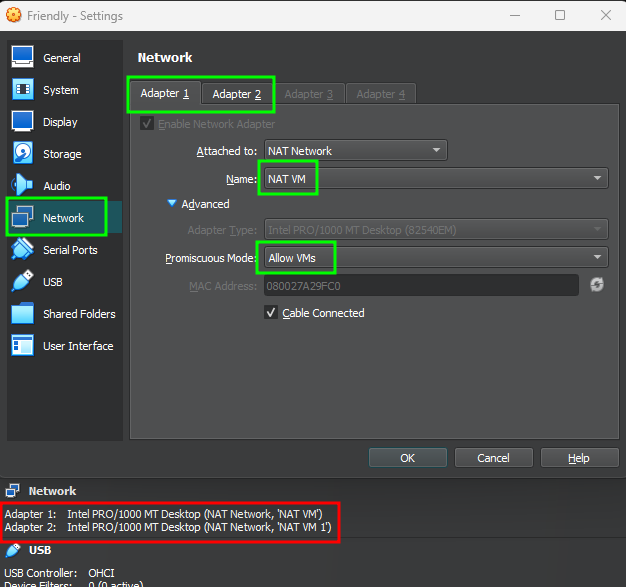 Friendly - Settings
General
System
Display
Storage
Audio
Network
Serial Ports
USB
Shared Folders
User Interface
Network
Adapter 1
Adapter 2
Adapter 3
Adapter 4
Enable Network Adapter
Attached to: NAT Network
Name: NAT VM
Advanced
Adapter Type: Intel PRO/1000 MT Desktop (82540EM)
Promiscuous Mode: Allow VMs
MAC Address: 080027A29FC0
Cable Connected
OK
Cancel
Help
Network
Adapter 1: Intel PRO/1000 MT Desktop (NAT Network, 'NAT VM')
Adapter 2: Intel PRO/1000 MT Desktop (NAT Network, 'NAT VM 1')
USB
USB Controller: OHCI
Device Filters: 0 (0 active)